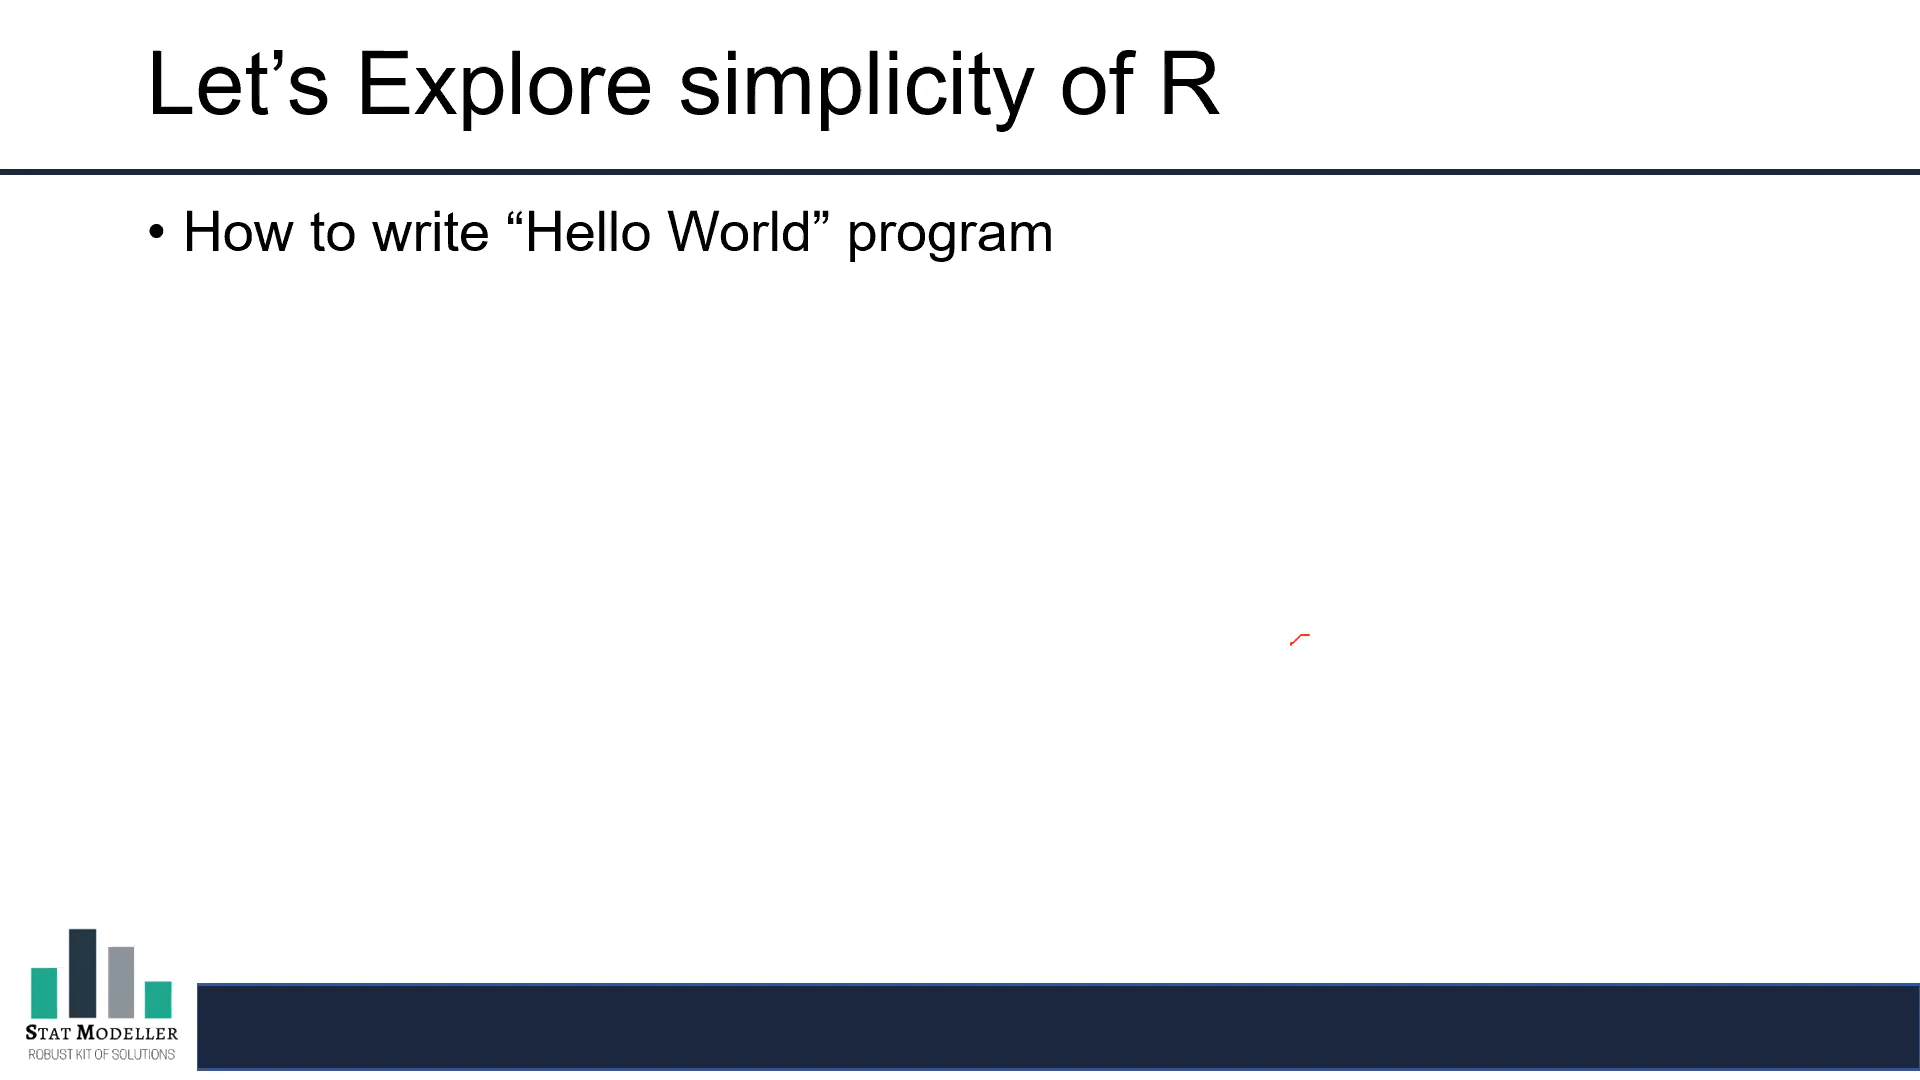 Let’s Explore simplicity of R
• How to write “Hello World” program
STAT MODELLER
ROBUST KIT OF SOLUTIONS